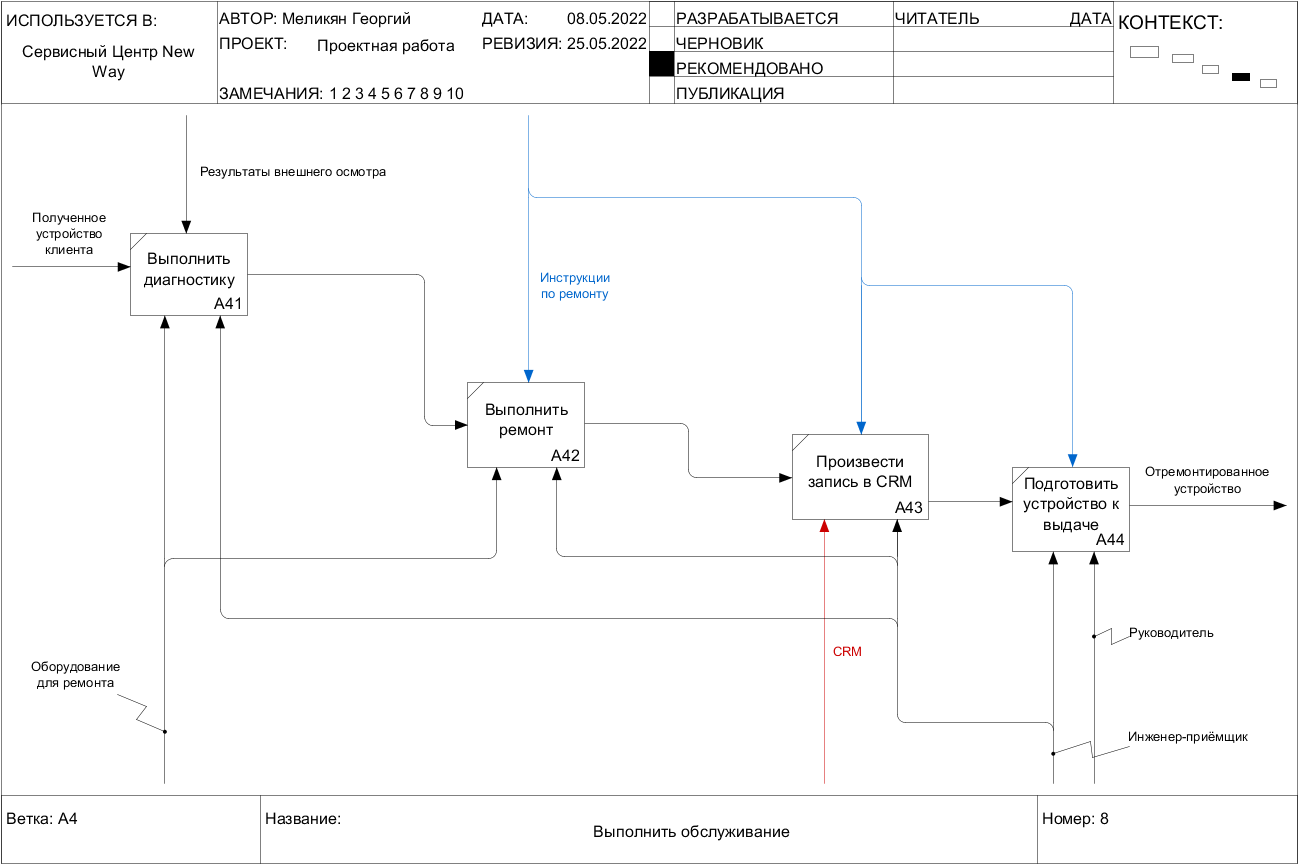 ИСПОЛЬЗУЕТСЯ В:
Сервисный Центр New
Way
АВТОР: Меликян Георгий
ДАТА: 08.05.2022
ПРОЕКТ: Проектная работа
РЕВИЗИЯ: 25.05.2022
ЗАМЕЧАНИЯ: 1 2 3 4 5 6 7 8 9 10
РАЗРАБАТЫВАЕТСЯ
ЧЕРНОВИК
РЕКОМЕНДОВАНО
ПУБЛИКАЦИЯ
ЧИТАТЕЛЬ
ДАТА
КОНТЕКСТ:
Результаты внешнего осмотра
Полученное
устройство
клиента
Выполнить
диагностику
A41
Инструкции
по ремонту
Выполнить
ремонт
A42
Произвести
запись в CRM
A43
Подготовить
устройство к
выдаче
A44
Отремонтированное
устройство
Руководитель
CRM
Оборудование
для ремонта
Инженер-приёмщик
Ветка: A4
Название:
Выполнить обслуживание
Номер: 8